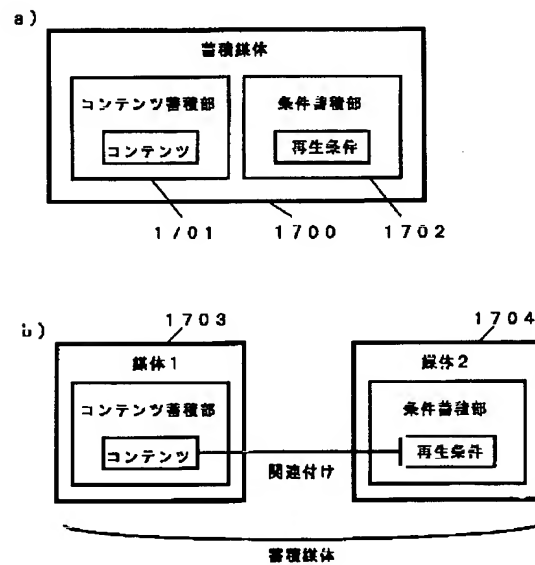 a)
蓄積媒体
コンテンツ蓄積部 条件蓄積部
コンテンツ 再生条件
1701 1700 1702
b)
1703 1704
媒体1 媒体2
コンテンツ蓄積部 条件蓄積部
コンテンツ 再生条件
関連付け
蓄積媒体